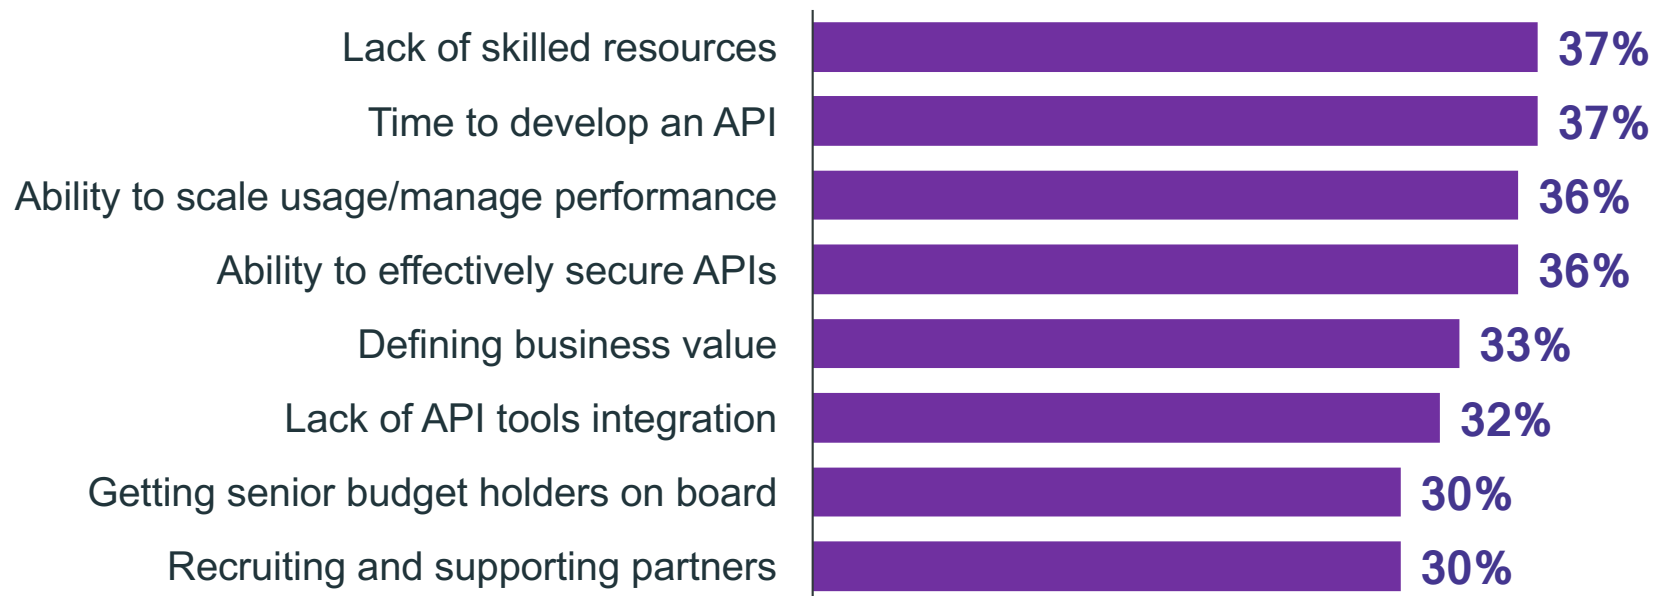 Lack of skilled resources 37%
Time to develop an API 37%
Ability to scale usage/manage performance 36%
Ability to effectively secure APIs 36%
Defining business value 33%
Lack of API tools integration 32%
Getting senior budget holders on board 30%
Recruiting and supporting partners 30%